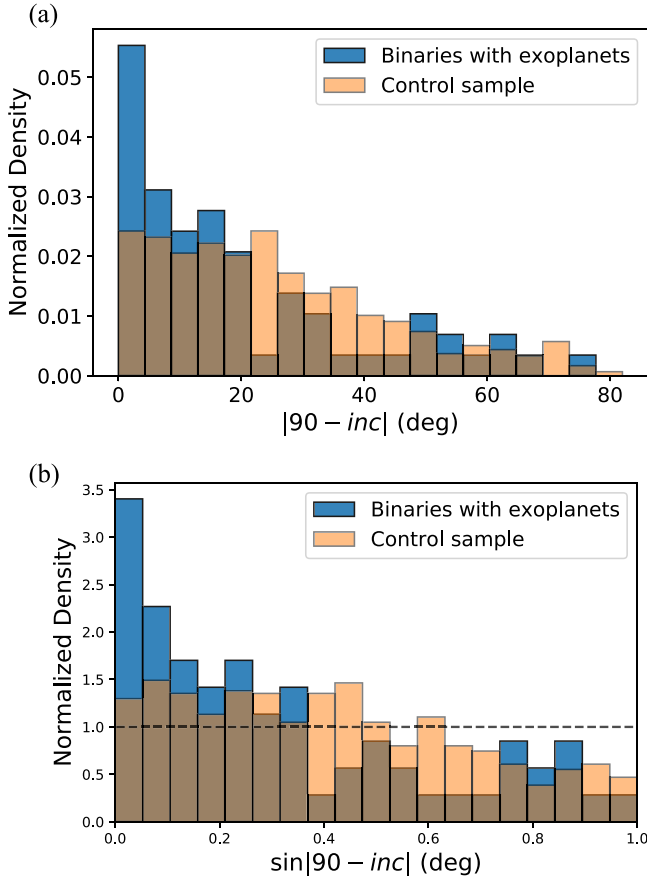 (a)
Binaries with exoplanets
Control sample
Normalized Density
0.05
0.04
0.03
0.02
0.01
0.00
0 20 40 60 80
|90 − inc| (deg)
(b)
Binaries with exoplanets
Control sample
Normalized Density
3.5
3.0
2.5
2.0
1.5
1.0
0.5
0.0
0.0 0.2 0.4 0.6 0.8 1.0
sin|90 − inc| (deg)